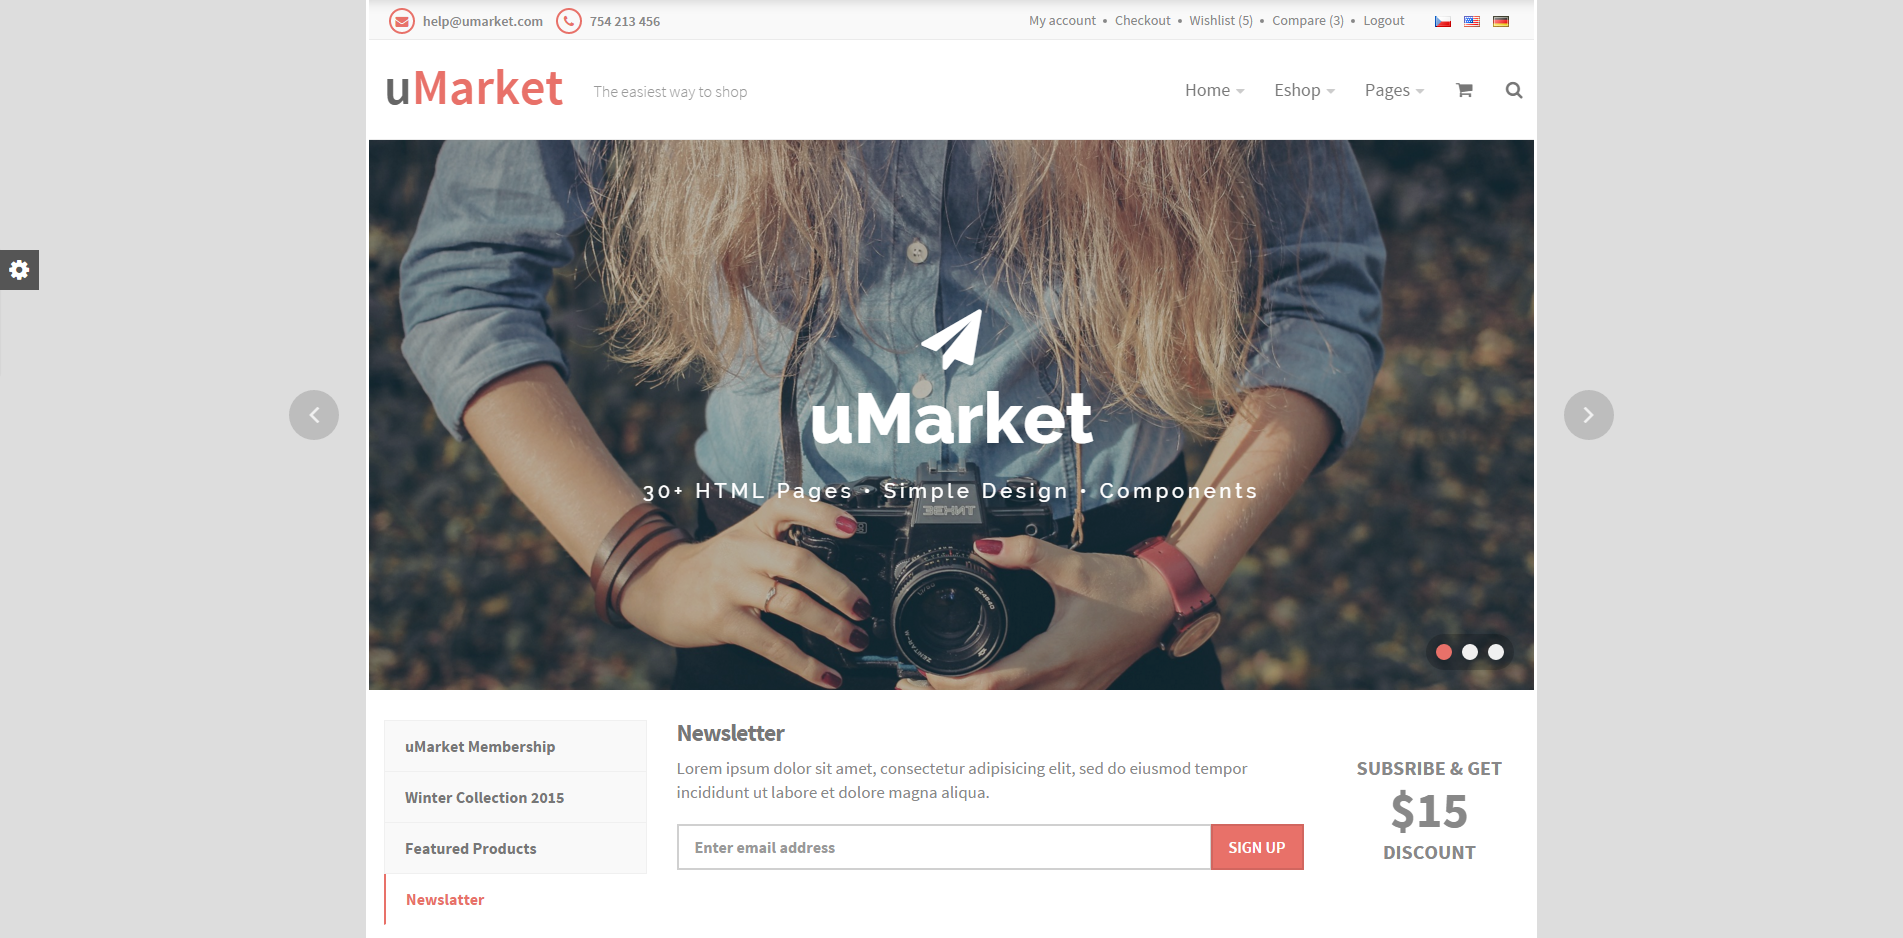 help@umarket.com 754 213 456 My account • Checkout • Wishlist (5) • Compare (3) • Logout
uMarket The easiest way to shop Home Eshop Pages
uMarket
30+ HTML Pages • Simple Design • Components
ЗЕНИТ
ZENITAR-M
uMarket Membership
Winter Collection 2015
Featured Products
Newslatter
Newsletter
Lorem ipsum dolor sit amet, consectetur adipisicing elit, sed do eiusmod tempor
incididunt ut labore et dolore magna aliqua.
Enter email address SIGN UP
SUBSRIBE & GET
$15
DISCOUNT